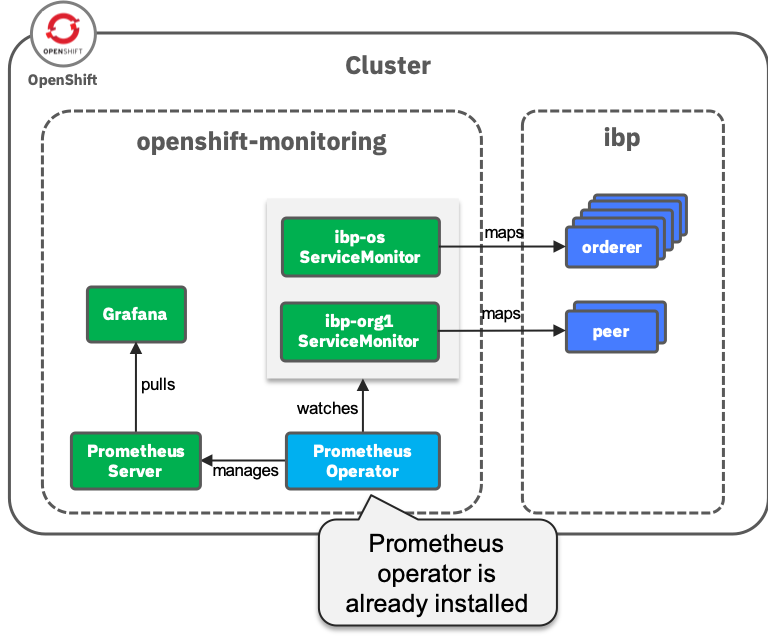 OPENSHIFT
OpenShift
Cluster
openshift-monitoring
ibp
ibp-os
ServiceMonitor
maps
orderer
ibp-org1
ServiceMonitor
maps
peer
Grafana
pulls
watches
Prometheus
Server
manages
Prometheus
Operator
Prometheus
operator is
already installed